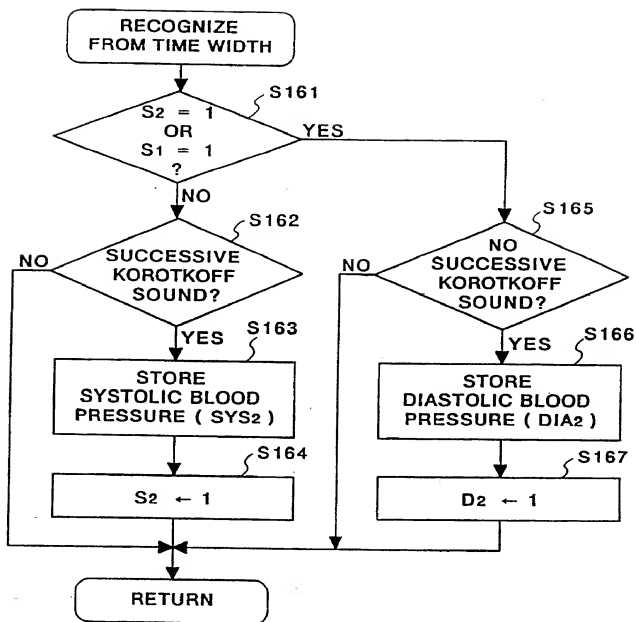 RECOGNIZE
FROM TIME WIDTH
S161
S2 = 1
OR
S1 = 1
?
YES
NO
S162
SUCCESSIVE
KOROTKOFF
SOUND?
NO
YES
S163
STORE
SYSTOLIC BLOOD
PRESSURE ( SYS2 )
S164
S2 ← 1
S165
NO
SUCCESSIVE
KOROTKOFF
SOUND?
NO
YES
S166
STORE
DIASTOLIC BLOOD
PRESSURE ( DIA2 )
S167
D2 ← 1
RETURN